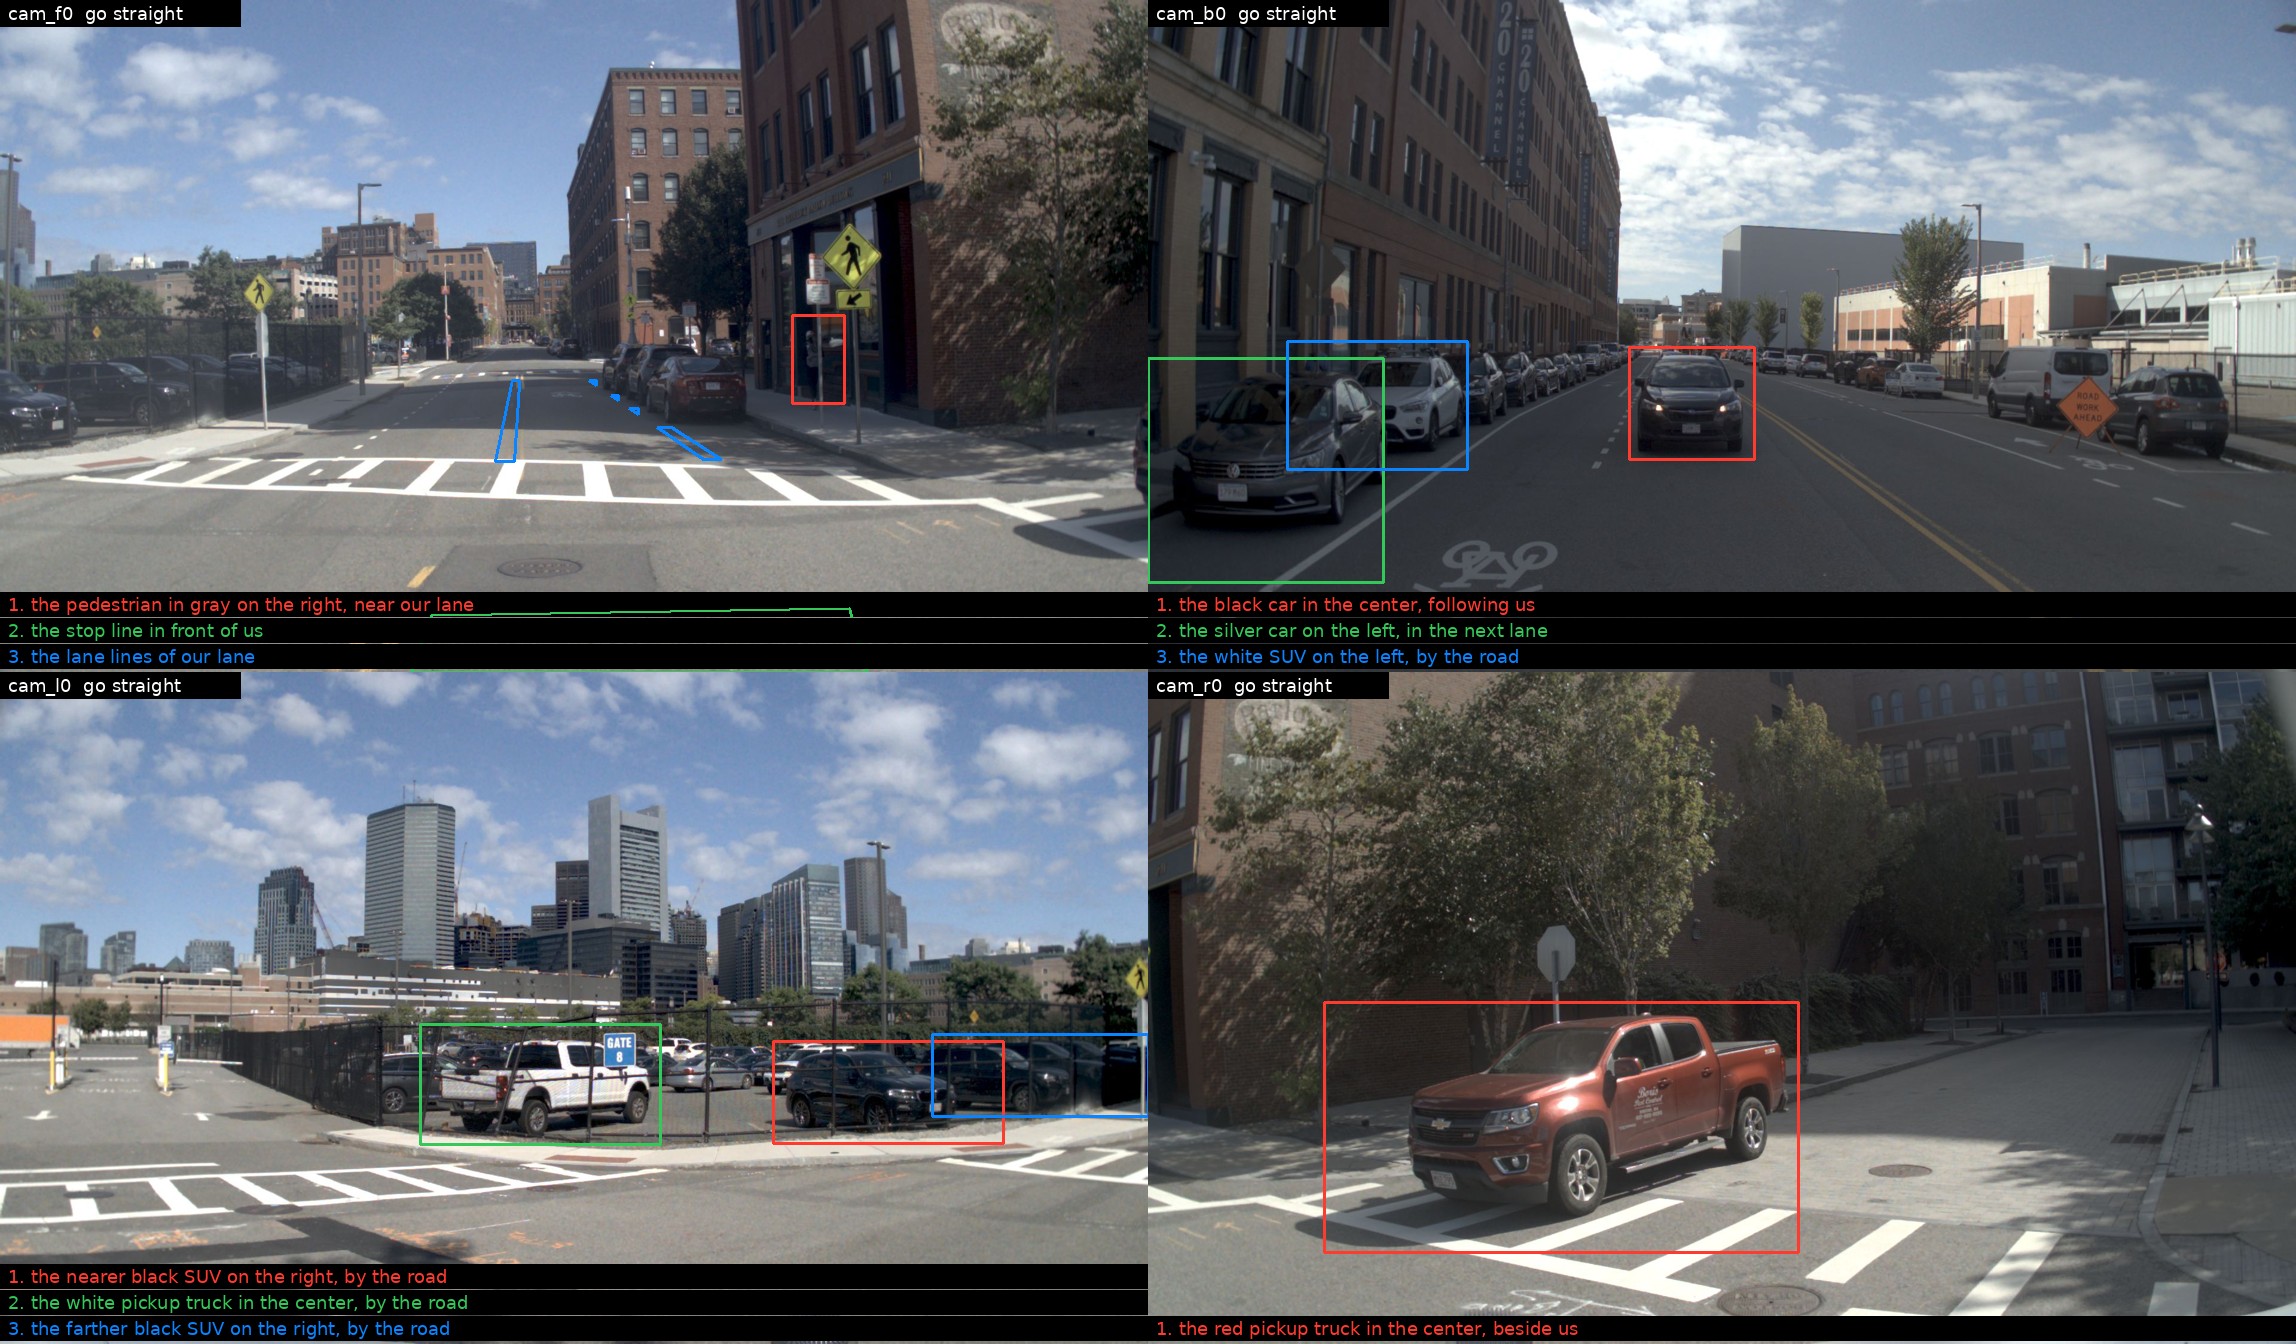 cam_f0 go straight
1. the pedestrian in gray on the right, near our lane
2. the stop line in front of us
3. the lane lines of our lane
cam_b0 go straight
20 CHANNEL
20 CHANNEL
ROAD
WORK
AHEAD
1. the black car in the center, following us
2. the silver car on the left, in the next lane
3. the white SUV on the left, by the road
cam_l0 go straight
GATE
8
1. the nearer black SUV on the right, by the road
2. the white pickup truck in the center, by the road
3. the farther black SUV on the right, by the road
cam_r0 go straight
1. the red pickup truck in the center, beside us